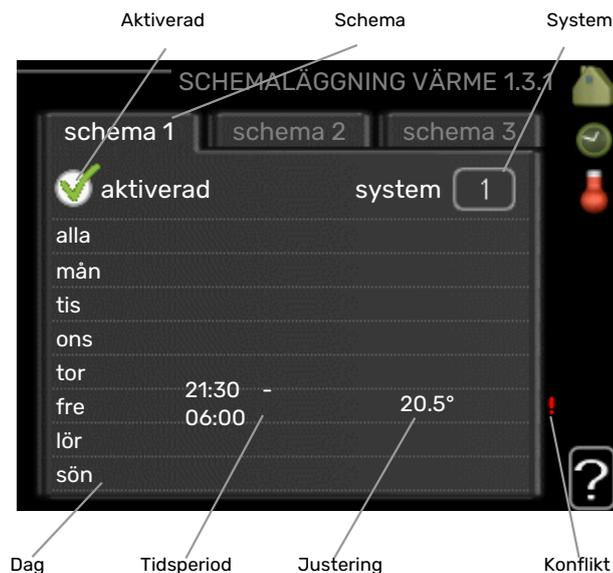 Aktiverad Schema System
SCHEMALÄGGNING VÄRME 1.3.1
schema 1 schema 2 schema 3
aktiverad system 1
alla
mån
tis
ons
tor
fre 21:30 - 20.5° !
06:00
lör
sön
?
Dag Tidsperiod Justering Konflikt